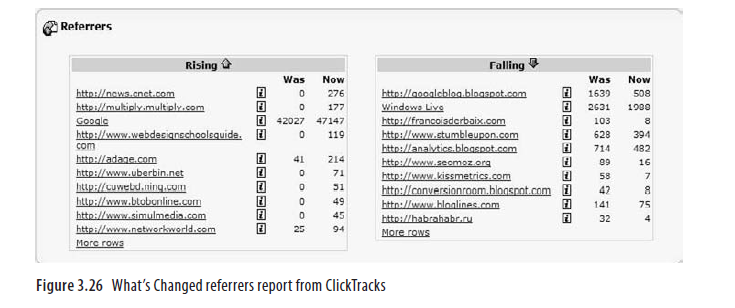 Referrers
Rising
Was Now
http://news.cnet.com 0 276
http://multiply.multiply.com 0 177
Google 42027 47147
http://www.webdesignschoolsguide.com 0 119
http://adage.com 41 214
http://www.uberbin.net 0 71
http://cuwebd.ning.com 0 51
http://www.btobonline.com 0 49
http://www.simulmedia.com 0 45
http://www.networkworld.com 25 94
More rows
Falling
Was Now
http://googleblog.blogspot.com 1639 508
Windows Live 2631 1988
http://francoisderbaix.com 103 8
http://www.stumbleupon.com 628 394
http://analytics.blogspot.com 714 482
http://www.seomoz.org 89 16
http://www.kissmetrics.com 58 7
http://conversionroom.blogspot.com 42 8
http://www.bloglines.com 141 75
http://habrahabr.ru 32 4
More rows
Figure 3.26 What's Changed referrers report from ClickTracks